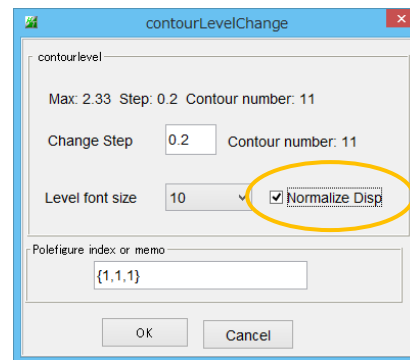 contourLevelChange
contourlevel
Max: 2.33 Step: 0.2 Contour number: 11
Change Step 0.2 Contour number: 11
Level font size 10 Normalize Disp
Polefigure index or memo
{1,1,1}
OK Cancel